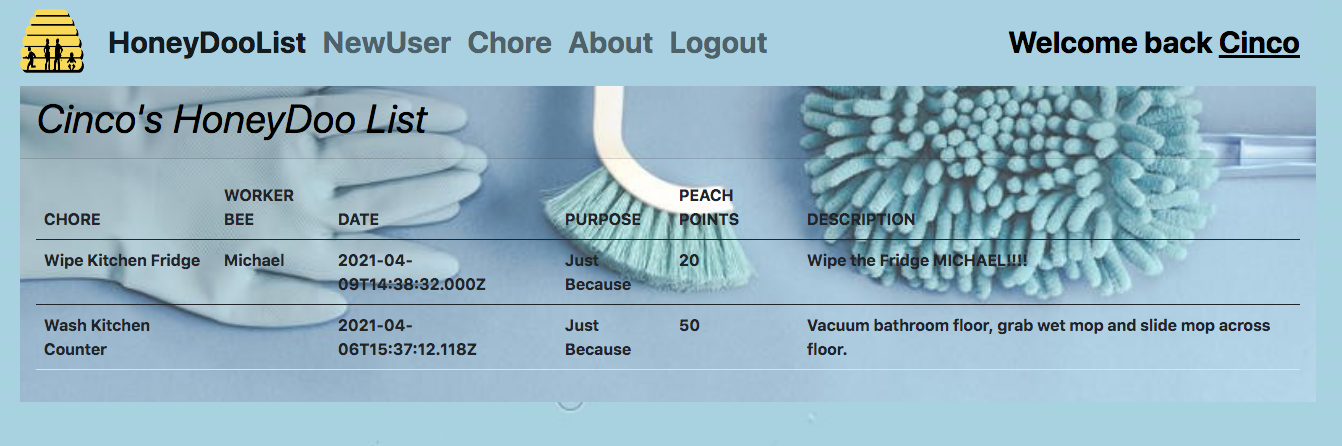 HoneyDooList NewUser Chore About Logout Welcome back Cinco
Cinco's HoneyDoo List
WORKER PEACH
CHORE BEE DATE PURPOSE POINTS DESCRIPTION
Wipe Kitchen Fridge Michael 2021-04- Just 20 Wipe the Fridge MICHAEL!!!!
09T14:38:32.000Z Because
Wash Kitchen 2021-04- Just 50 Vacuum bathroom floor, grab wet mop and slide mop across
Counter 06T15:37:12.118Z Because floor.